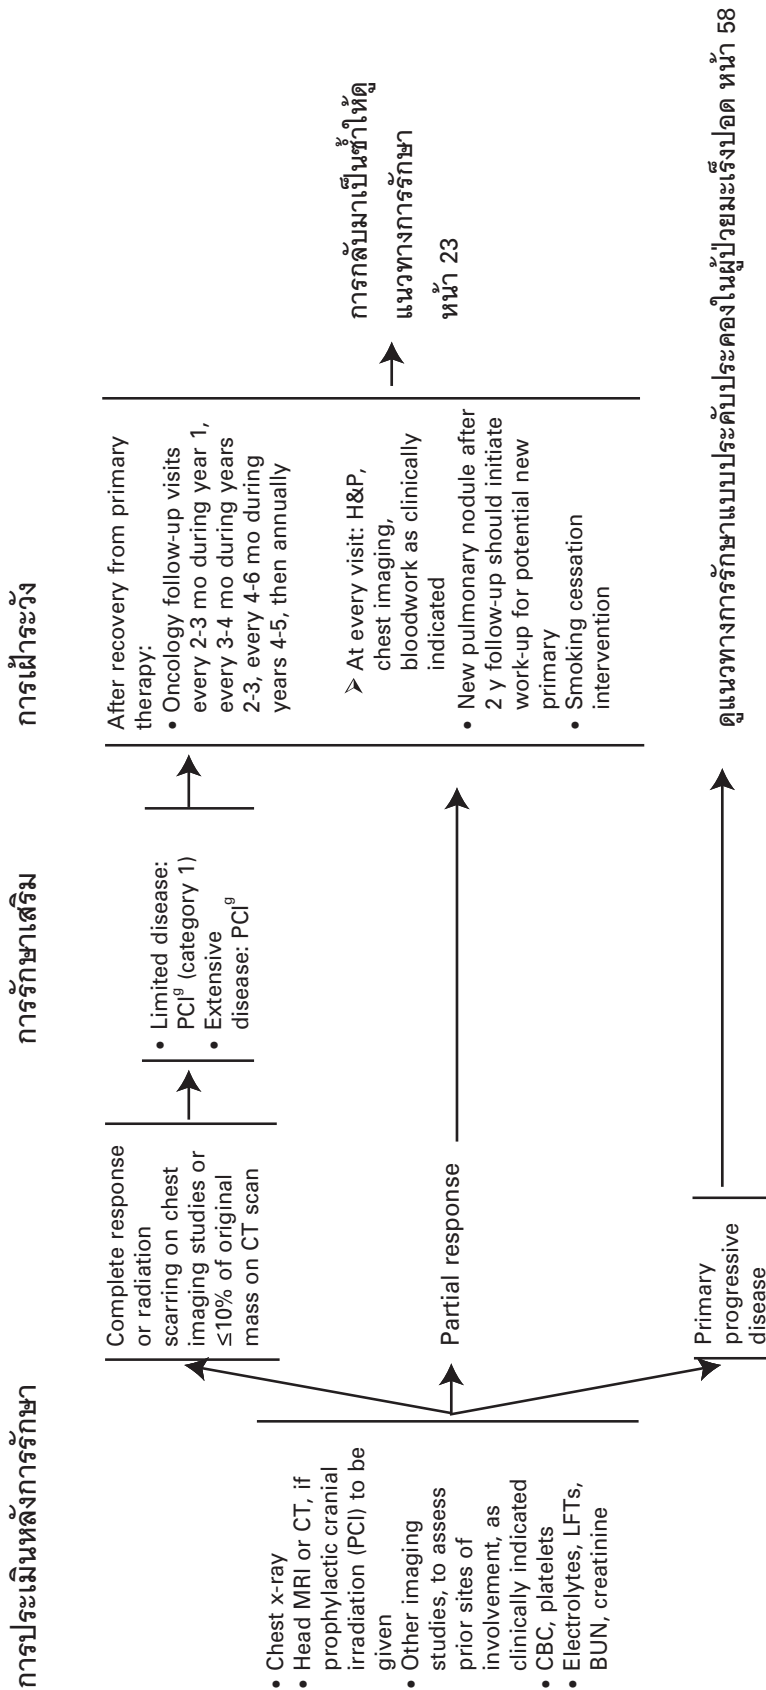 การประเมินหลังการรักษา
การรักษาเสริม
การเฝ้าระวัง
• Chest x-ray
• Head MRI or CT, if
prophylactic cranial
irradiation (PCI) to be
given
• Other imaging
studies, to assess
prior sites of
involvement, as
clinically indicated
• CBC, platelets
• Electrolytes, LFTs,
BUN, creatinine
Complete response
or radiation
scarring on chest
imaging studies or
≤10% of original
mass on CT scan
• Limited disease:
PCIᵍ (category 1)
• Extensive
disease: PCIᵍ
Partial response
Primary
progressive
disease
After recovery from primary
therapy:
• Oncology follow-up visits
every 2-3 mo during year 1,
every 3-4 mo during years
2-3, every 4-6 mo during
years 4-5, then annually
➢ At every visit: H&P,
chest imaging,
bloodwork as clinically
indicated
• New pulmonary nodule after
2 y follow-up should initiate
work-up for potential new
primary
• Smoking cessation
intervention
การกลับมาเป็นซ้ำให้ดู
แนวทางการรักษา
หน้า 23
ดูแนวทางการรักษาแบบประคับประคองในผู้ป่วยมะเร็งปอด หน้า 58